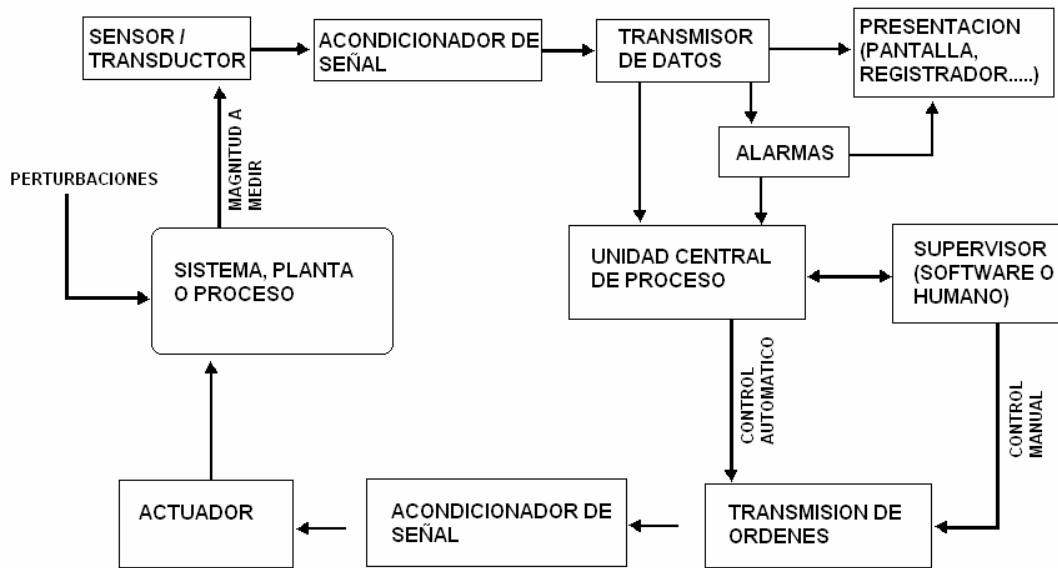 SENSOR /
TRANSDUCTOR
ACONDICIONADOR DE
SEÑAL
TRANSMISOR
DE DATOS
PRESENTACION
(PANTALLA,
REGISTRADOR.....)
ALARMAS
MAGNITUD A
MEDIR
PERTURBACIONES
SISTEMA, PLANTA
O PROCESO
UNIDAD CENTRAL
DE PROCESO
SUPERVISOR
(SOFTWARE O
HUMANO)
CONTROL
AUTOMATICO
CONTROL
MANUAL
ACTUADOR
ACONDICIONADOR DE
SEÑAL
TRANSMISION DE
ORDENES